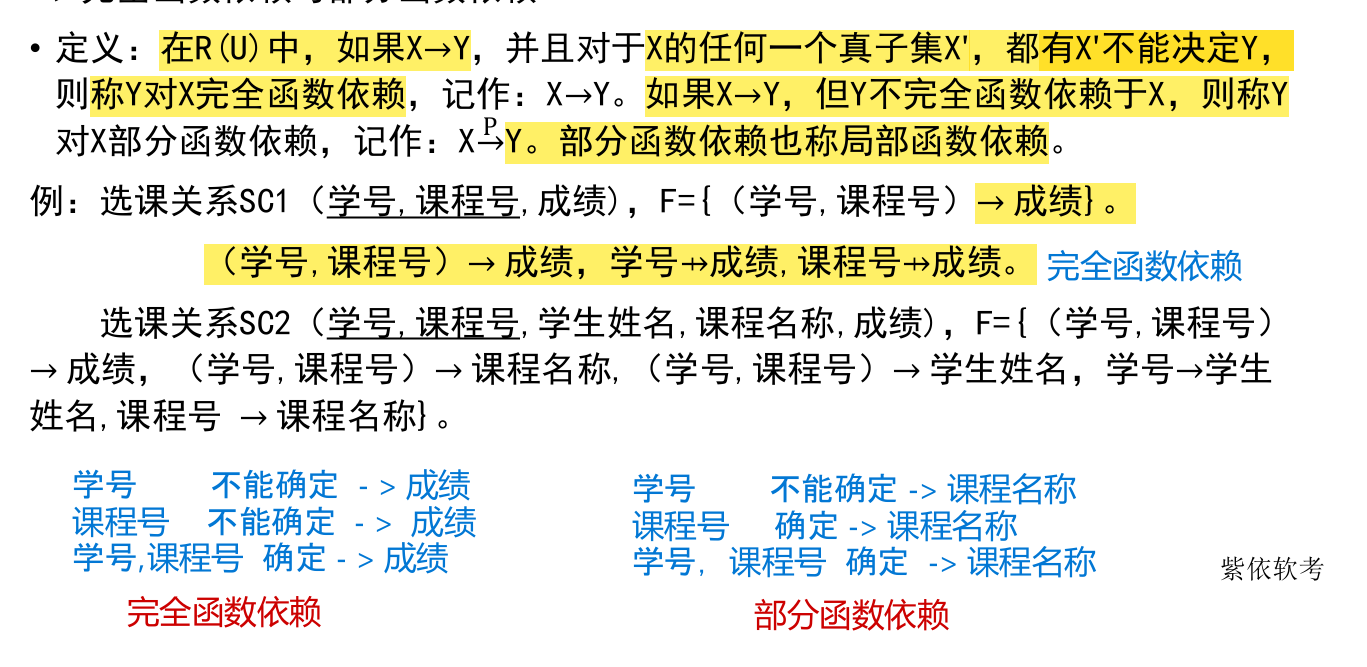 • 定义：在R(U)中，如果X→Y，并且对于X的任何一个真子集X'，都有X'不能决定Y，
则称Y对X完全函数依赖，记作：X→Y。如果X→Y，但Y不完全函数依赖于X，则称Y
对X部分函数依赖，记作：X P→Y。部分函数依赖也称局部函数依赖。
例：选课关系SC1（学号,课程号,成绩），F={（学号,课程号）→ 成绩}。
（学号,课程号）→ 成绩，学号↛成绩,课程号↛成绩。 完全函数依赖
选课关系SC2（学号,课程号,学生姓名,课程名称,成绩），F={（学号,课程号）
→ 成绩，（学号,课程号）→ 课程名称,（学号,课程号）→ 学生姓名，学号→学生
姓名,课程号 → 课程名称}。
学号 不能确定 - > 成绩
课程号 不能确定 - > 成绩
学号,课程号 确定 - > 成绩
完全函数依赖
学号 不能确定 -> 课程名称
课程号 确定 -> 课程名称
学号, 课程号 确定 -> 课程名称
部分函数依赖
紫依软考